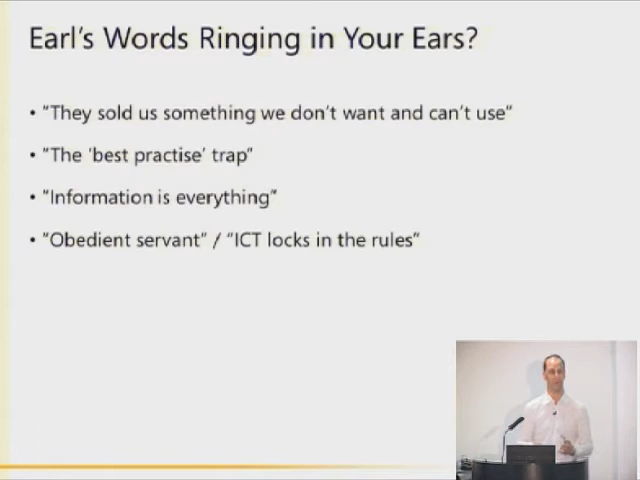 Earl's Words Ringing in Your Ears?
• "They sold us something we don't want and can't use"
• "The 'best practise' trap"
• "Information is everything"
• "Obedient servant" / "ICT locks in the rules"